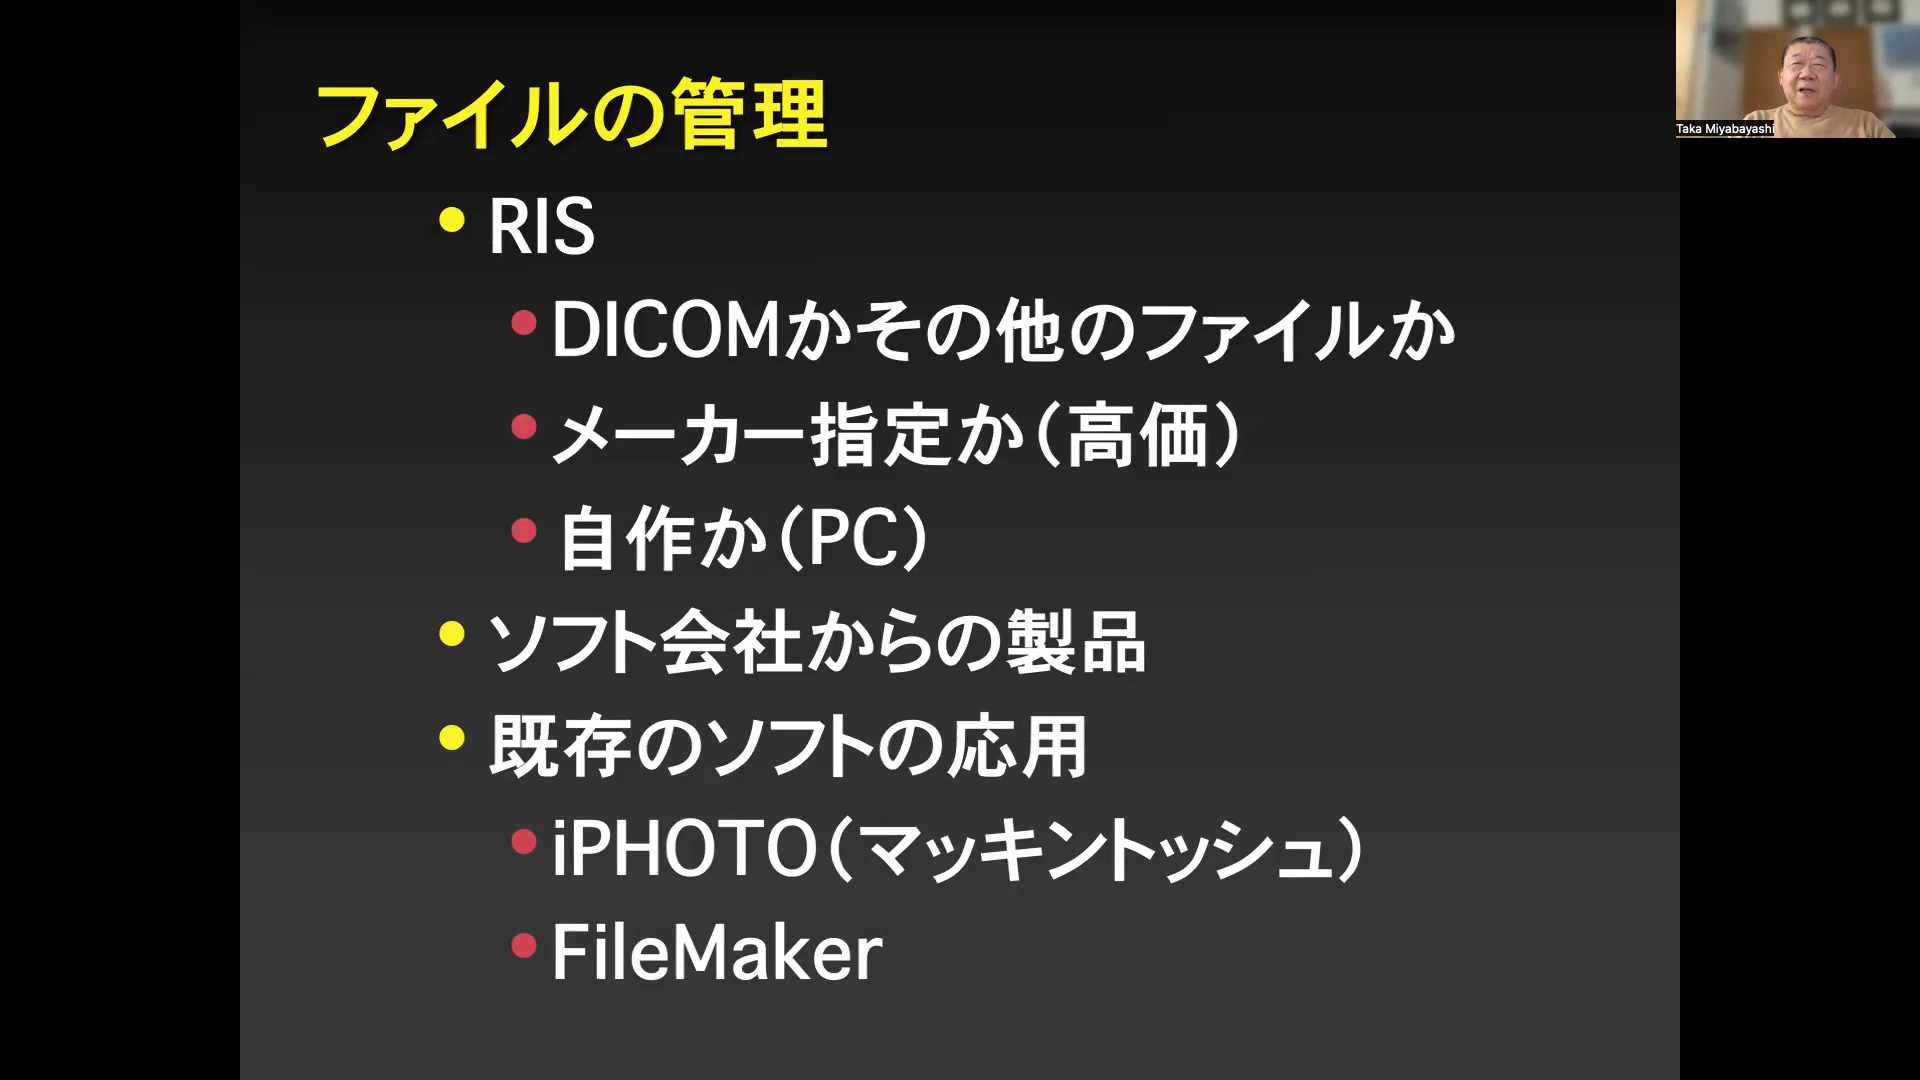 ファイルの管理
• RIS
• DICOMかその他のファイルか
• メーカー指定か（高価）
• 自作か（PC）
• ソフト会社からの製品
• 既存のソフトの応用
• iPHOTO（マッキントッシュ）
• FileMaker
Taka Miyabayashi